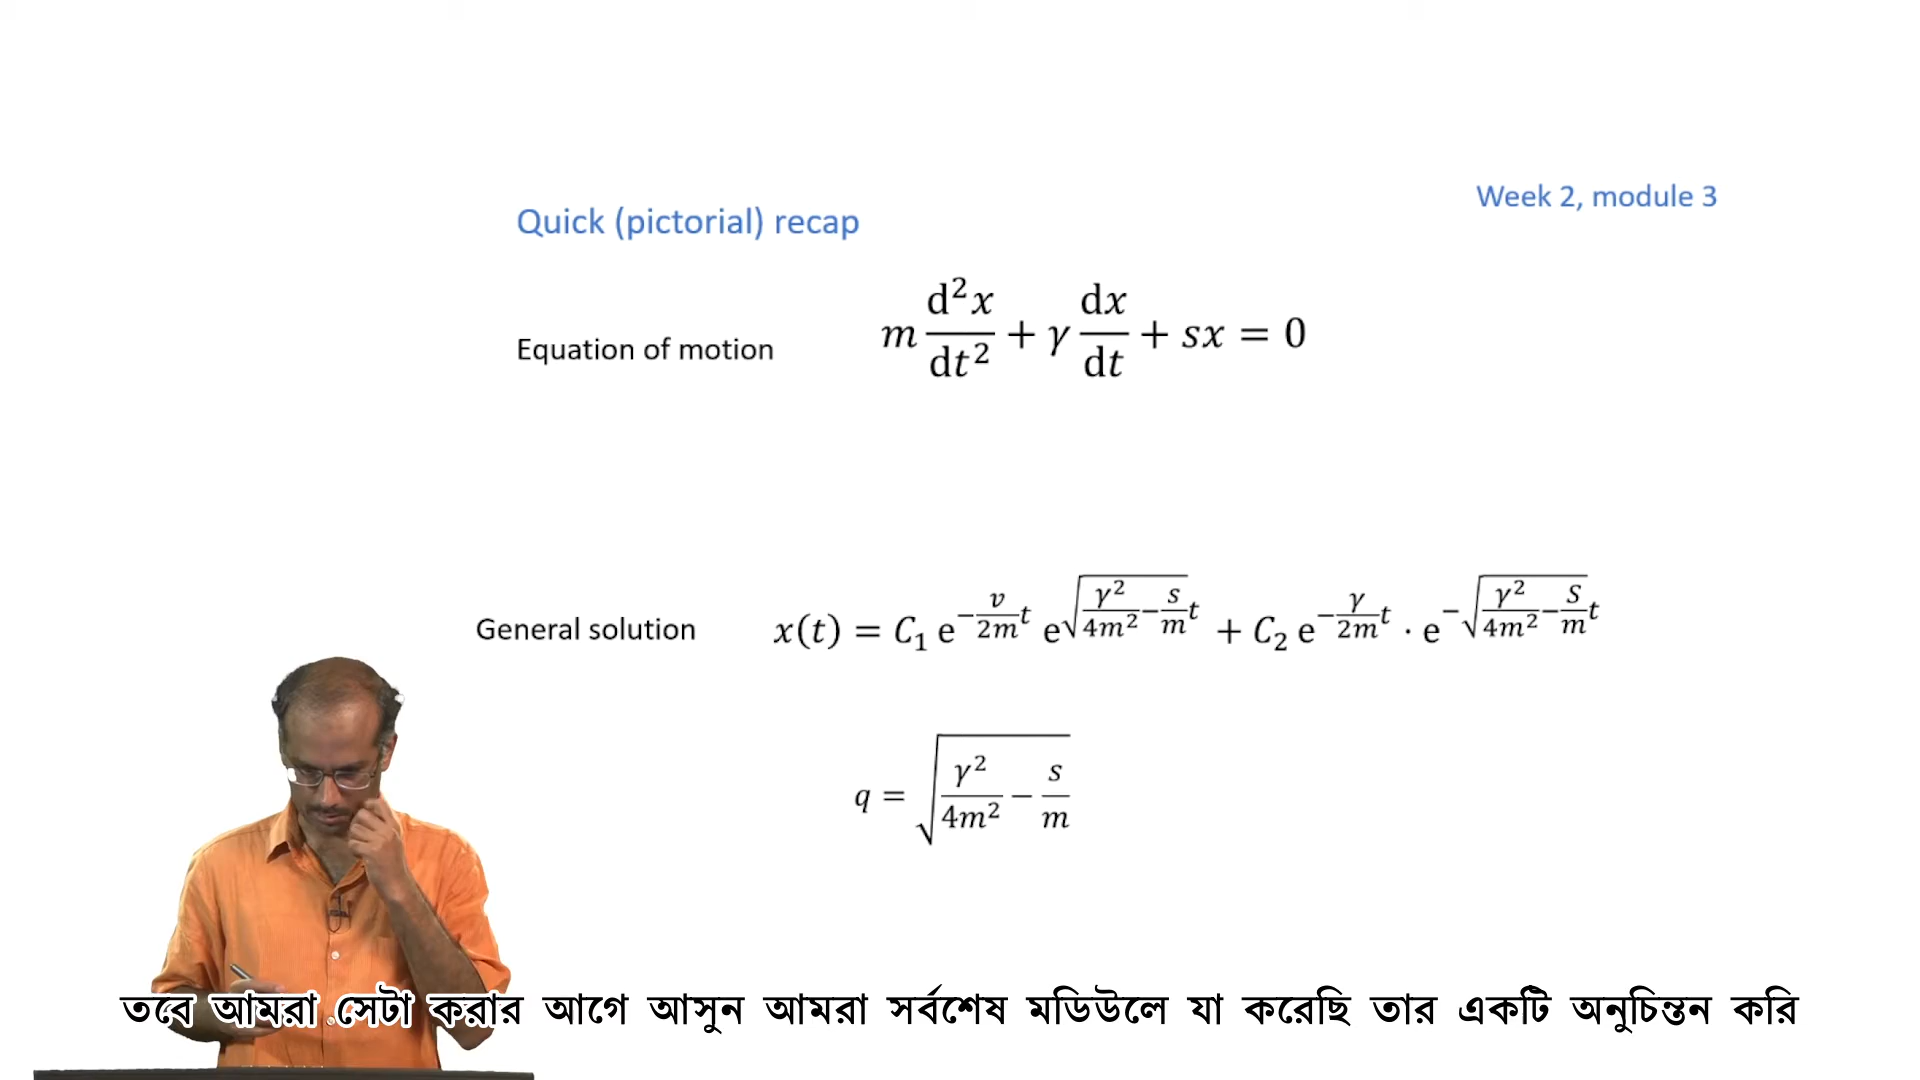 Week 2, module 3
Quick (pictorial) recap
Equation of motion m d²x/dt² + γ dx/dt + sx = 0
General solution x(t) = C₁ e^(−(v/2m)t) e^(√(γ²/4m² − s/m) t) + C₂ e^(−(γ/2m)t) · e^(−√(γ²/4m² − S/m) t)
q = √(γ²/4m² − s/m)
তবে আমরা সেটা করার আগে আসুন আমরা সর্বশেষ মডিউলে যা করেছি তার একটি অনুচিন্তন করি